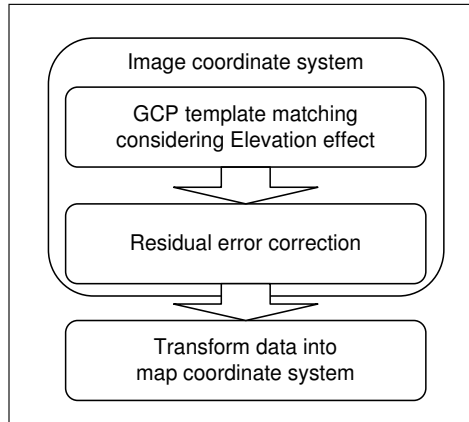 Image coordinate system
GCP template matching
considering Elevation effect
Residual error correction
Transform data into
map coordinate system